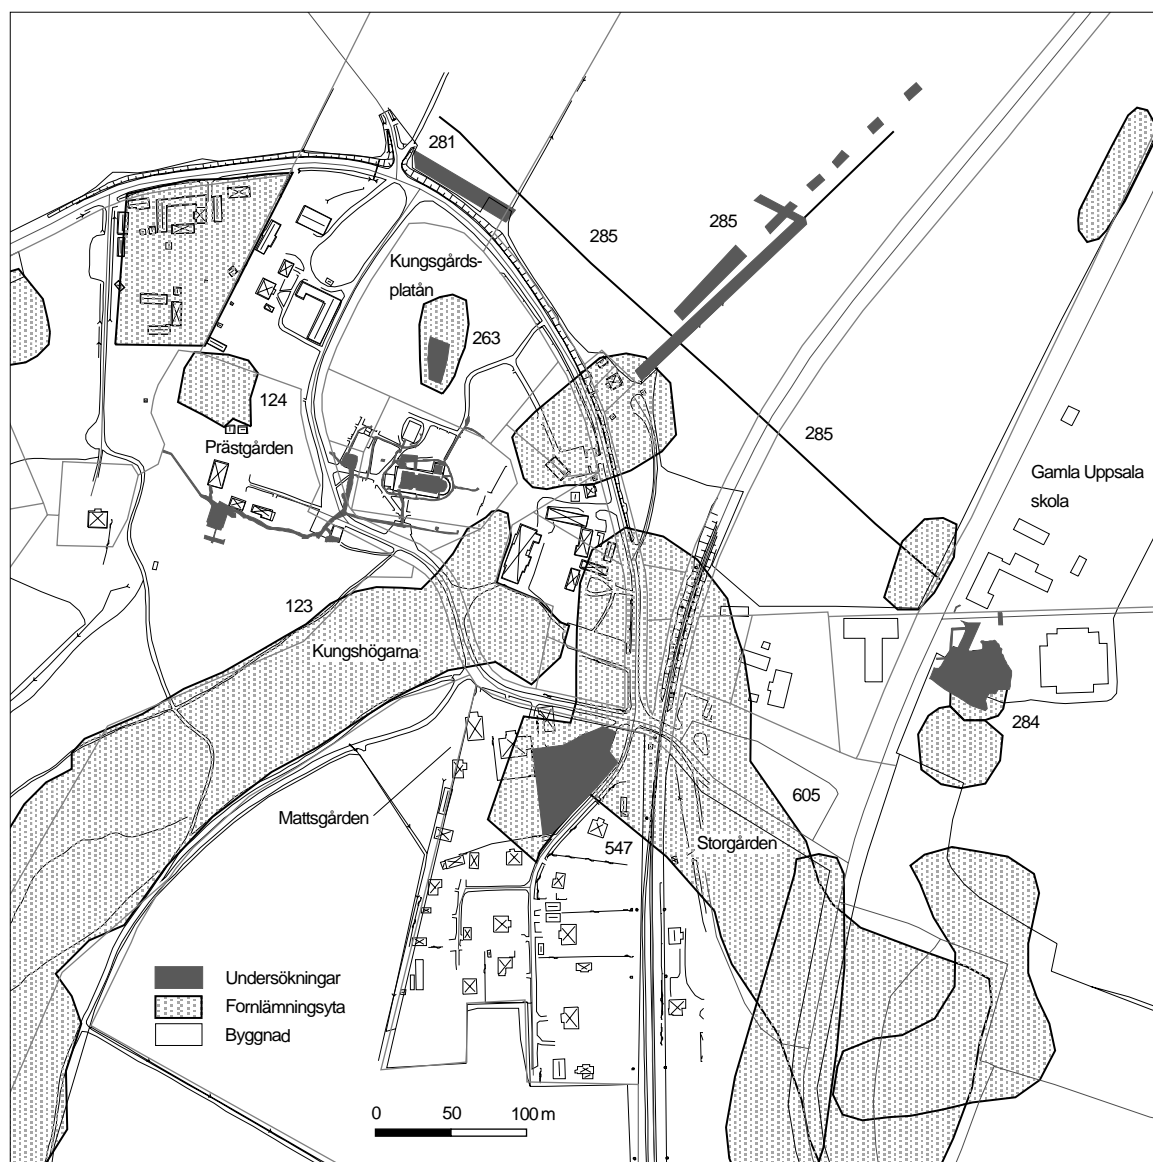 281
285
285
Kungsgårds-
platån
263
124
Prästgården
285
Gamla Uppsala
skola
123
Kungshögarna
284
605
Mattsgården
547
Storgården
Undersökningar
Fornlämningsyta
Byggnad
0 50 100 m